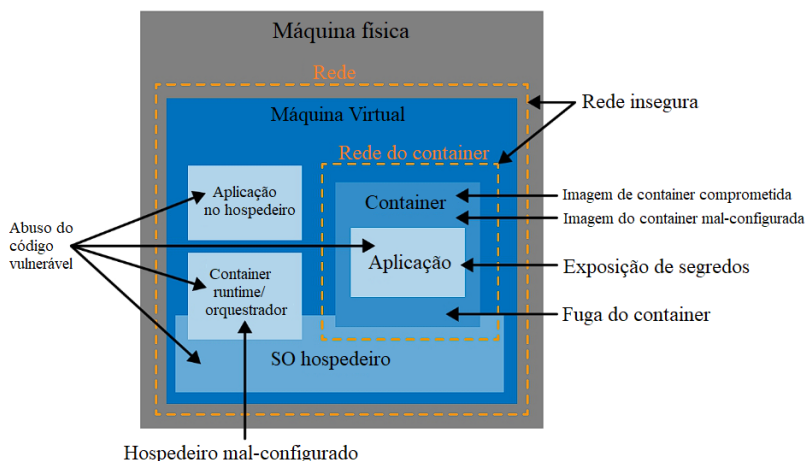 Máquina fisica
Rede
Rede insegura
Máquina Virtual
Rede do container
Aplicação
no hospedeiro
Container
Imagem de container comprometida
Imagem do container mal-configurada
Abuso do
código
vulnerável
Aplicação
Exposição de segredos
Container
runtime/
orquestrador
Fuga do container
SO hospedeiro
Hospedeiro mal-configurado